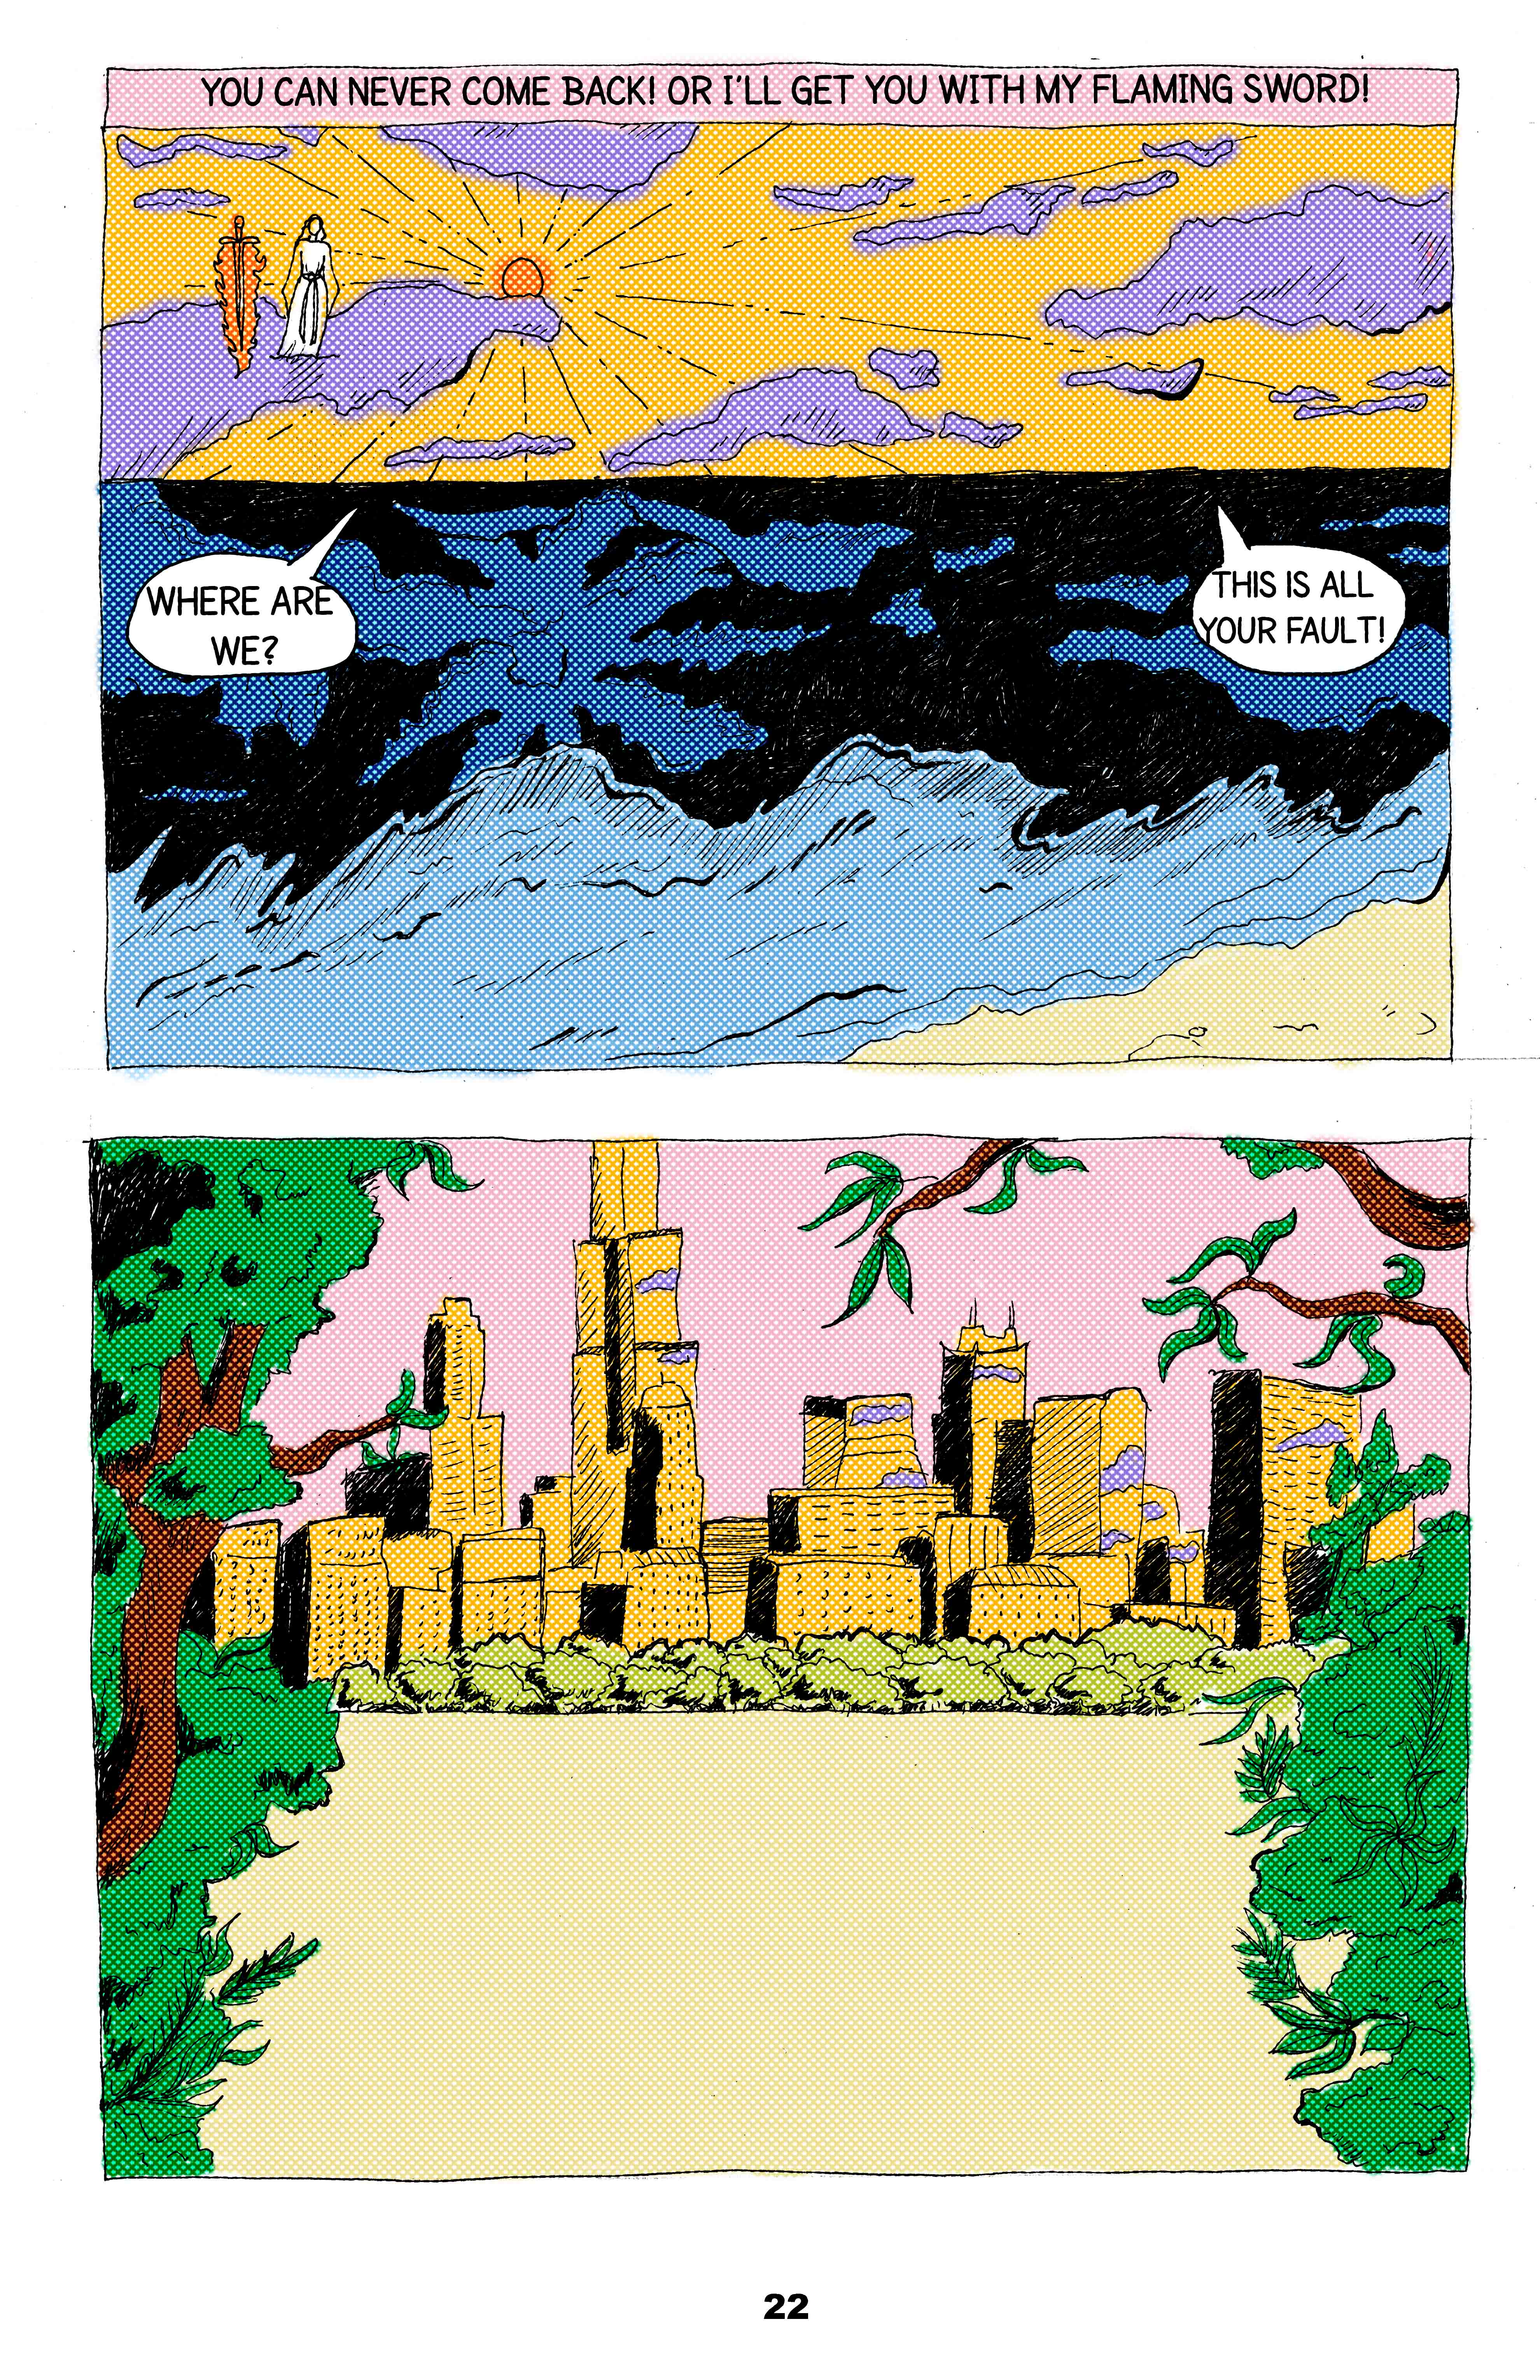 YOU CAN NEVER COME BACK! OR I'LL GET YOU WITH MY FLAMING SWORD!
WHERE ARE
WE?
THIS IS ALL
YOUR FAULT!
22